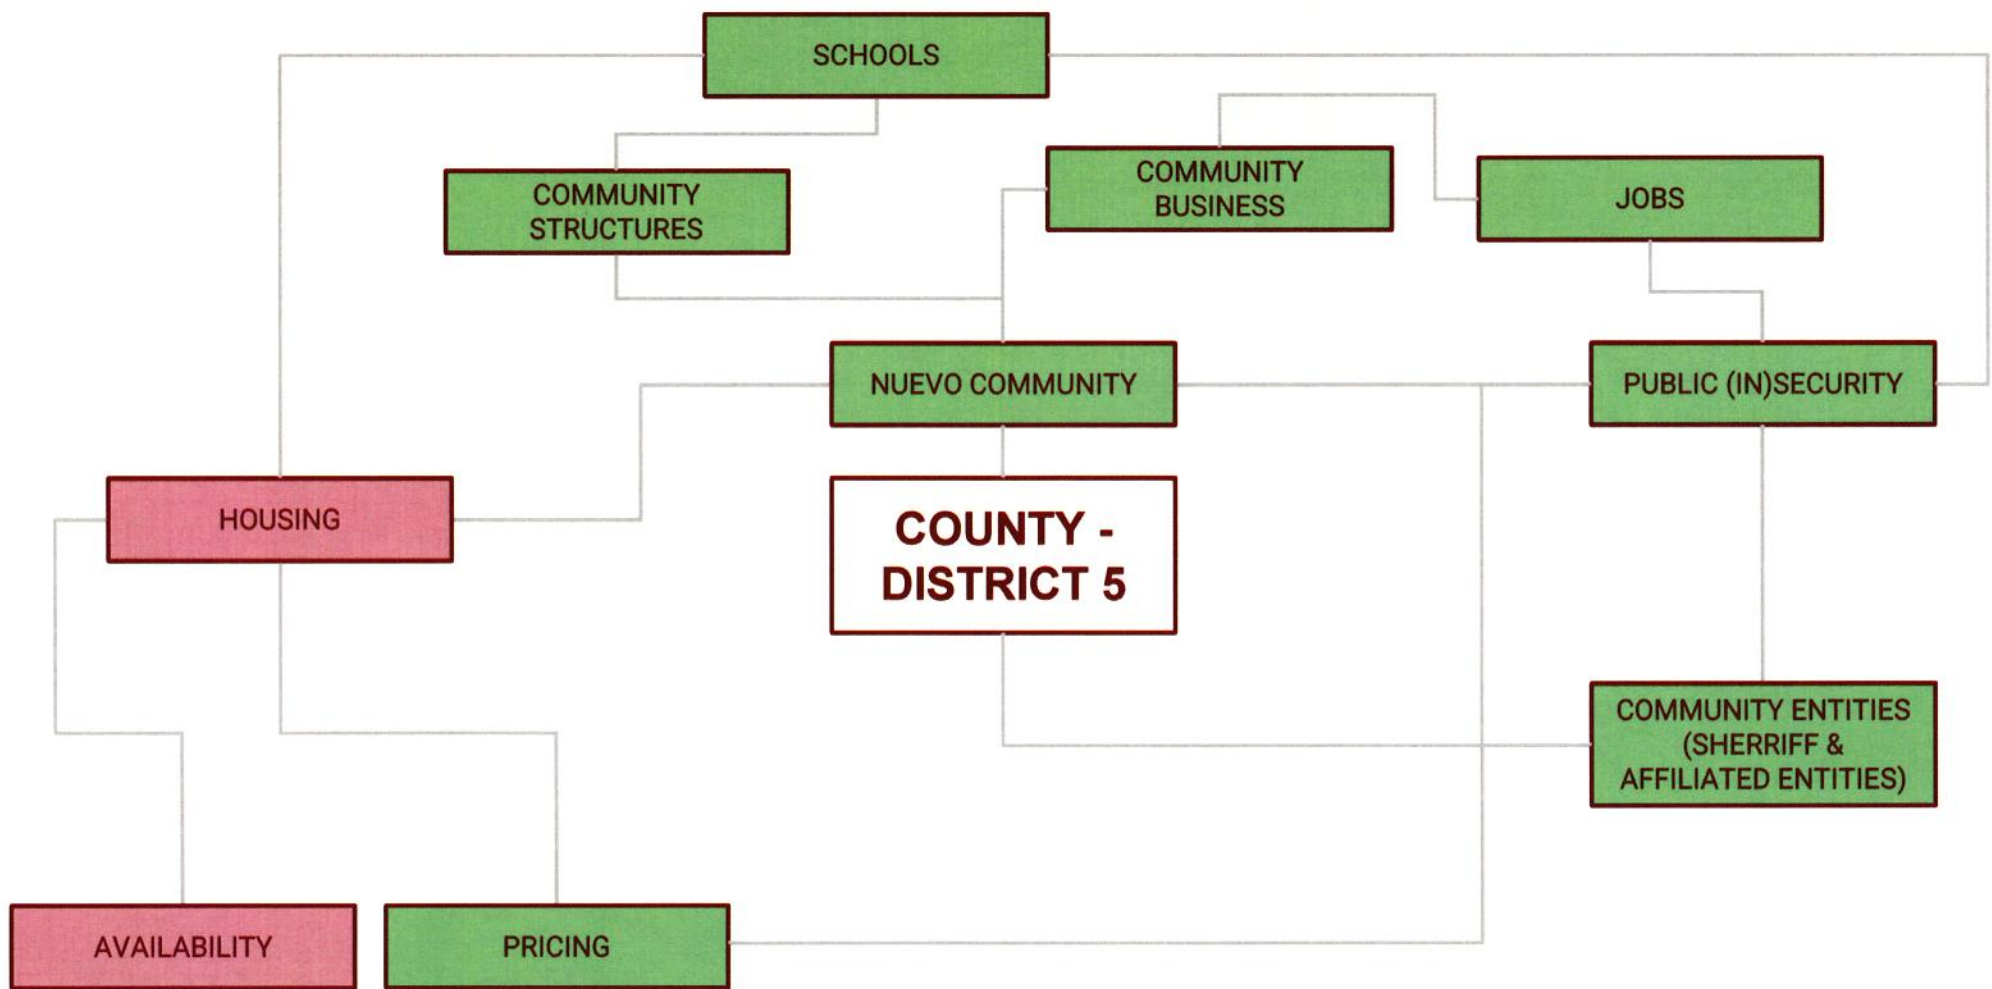 SCHOOLS
COMMUNITY
STRUCTURES
COMMUNITY
BUSINESS
JOBS
NUEVO COMMUNITY
PUBLIC (IN)SECURITY
HOUSING
COUNTY -
DISTRICT 5
COMMUNITY ENTITIES
(SHERRIFF &
AFFILIATED ENTITIES)
AVAILABILITY
PRICING